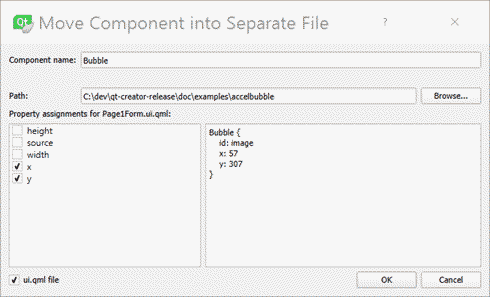 Qt Move Component into Separate File ?
Component name: Bubble
Path: C:\dev\qt-creator-release\doc\examples\accelbubble Browse...
Property assignments for Page1Form.ui.qml:
height
source
width
x
y
Bubble {
id: image
x: 57
y: 307
}
ui.qml file
OK Cancel